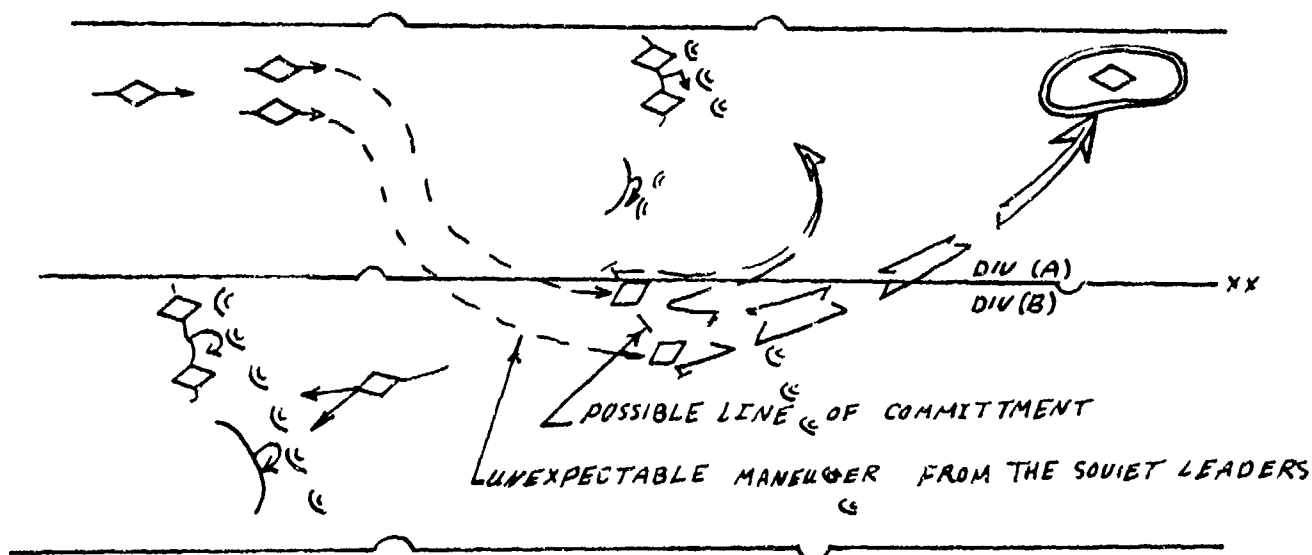 DIV (A)
XX
DIV (B)
POSSIBLE LINE OF COMMITTMENT
UNEXPECTABLE MANEUVER FROM THE SOVIET LEADERS